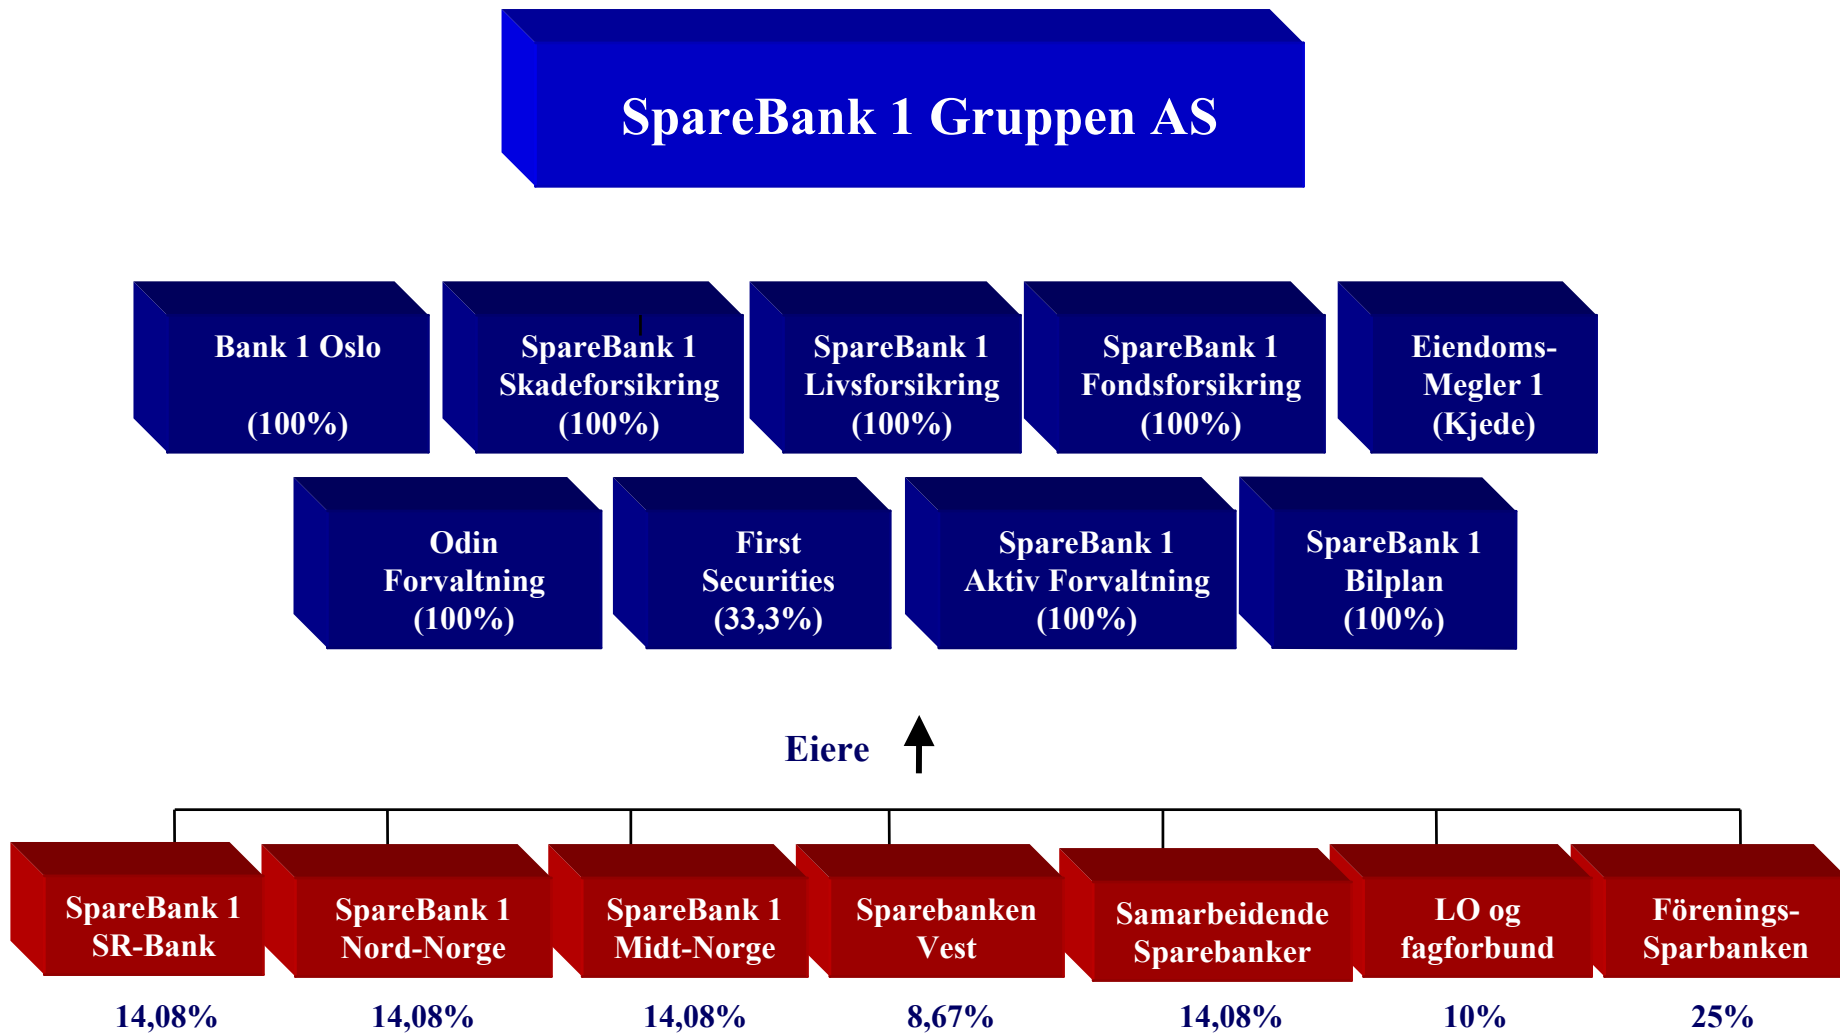 SpareBank 1 Gruppen AS
Bank 1 Oslo
(100%)
SpareBank 1
Skadeforsikring
(100%)
SpareBank 1
Livsforsikring
(100%)
SpareBank 1
Fondsforsikring
(100%)
Eiendoms-
Megler 1
(Kjede)
Odin
Forvaltning
(100%)
First
Securities
(33,3%)
SpareBank 1
Aktiv Forvaltning
(100%)
SpareBank 1
Bilplan
(100%)
Eiere
SpareBank 1
SR-Bank
14,08%
SpareBank 1
Nord-Norge
14,08%
SpareBank 1
Midt-Norge
14,08%
Sparebanken
Vest
8,67%
Samarbeidende
Sparebanker
14,08%
LO og
fagforbund
10%
Förenings-
Sparbanken
25%